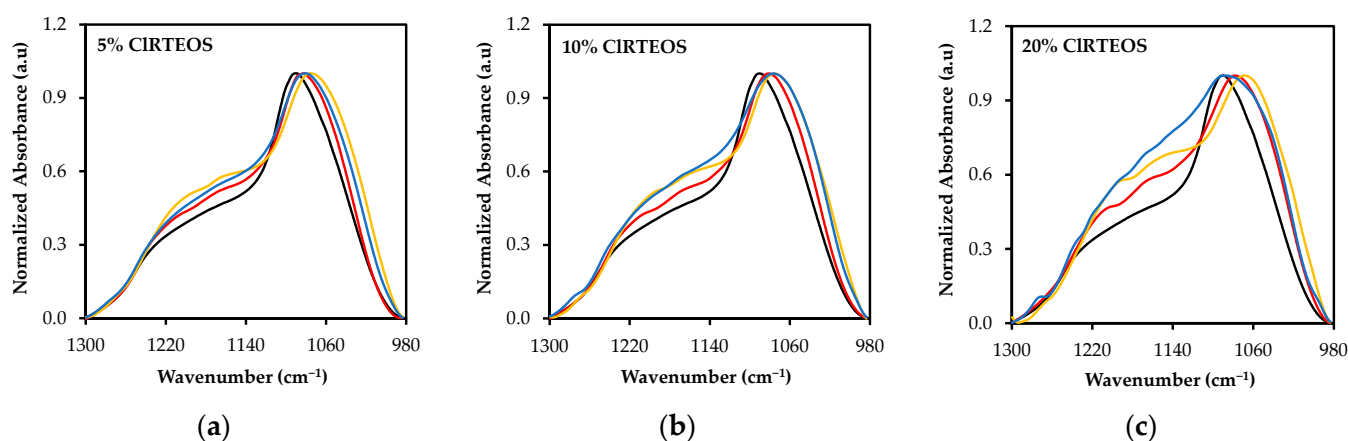 5% ClRTEOS
Normalized Absorbance (a.u)
1.2
0.9
0.6
0.3
0.0
1300 1220 1140 1060 980
Wavenumber (cm⁻¹)
(a)
10% ClRTEOS
Normalized Absorbance (a.u)
1.2
0.9
0.6
0.3
0.0
1300 1220 1140 1060 980
Wavenumber (cm⁻¹)
(b)
20% ClRTEOS
Normalized Absorbance (a.u)
1.2
0.9
0.6
0.3
0.0
1300 1220 1140 1060 980
Wavenumber (cm⁻¹)
(c)